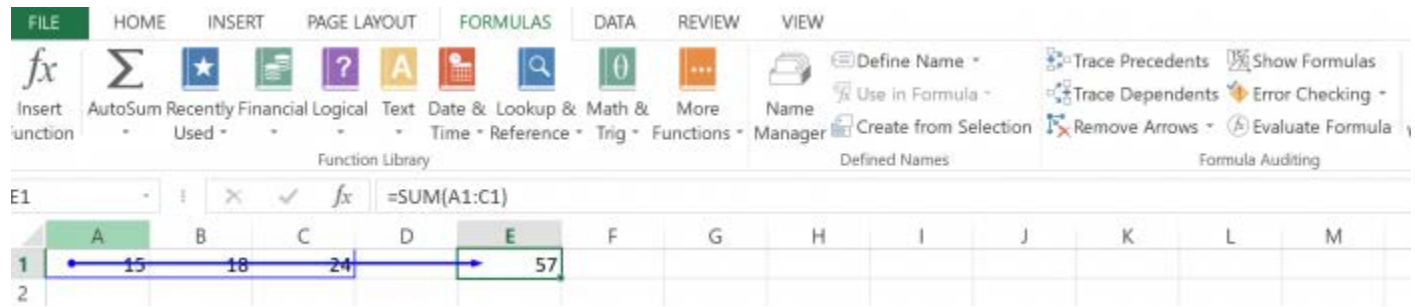 FILE HOME INSERT PAGE LAYOUT FORMULAS DATA REVIEW VIEW
fx Σ ? A θ Define Name Trace Precedents Show Formulas
Use in Formula Trace Dependents Error Checking
Insert AutoSum Recently Financial Logical Text Date & Lookup & Math & More Name Create from Selection Remove Arrows Evaluate Formula
unction Used Time Reference Trig Functions Manager
Function Library Defined Names Formula Auditing
E1 fx =SUM(A1:C1)
A B C D E F G H I J K L M
1 15 18 24 57
2